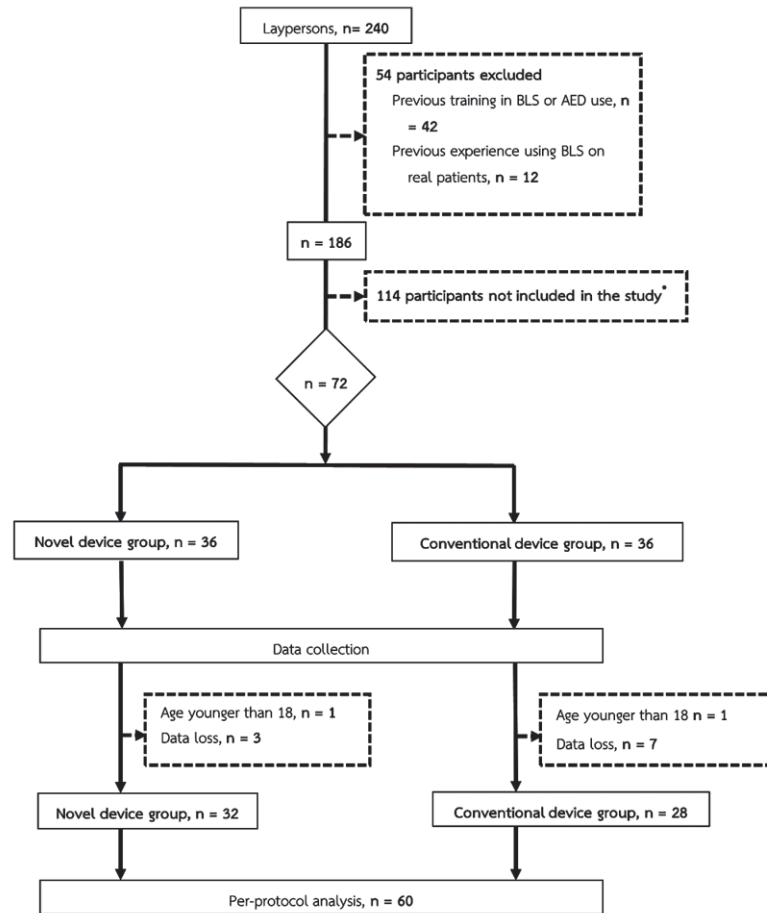 Laypersons, n= 240
54 participants excluded
Previous training in BLS or AED use, n
= 42
Previous experience using BLS on
real patients, n = 12
n = 186
114 participants not included in the study*
n = 72
Novel device group, n = 36
Conventional device group, n = 36
Data collection
Age younger than 18, n = 1
Data loss, n = 3
Age younger than 18 n = 1
Data loss, n = 7
Novel device group, n = 32
Conventional device group, n = 28
Per-protocol analysis, n = 60